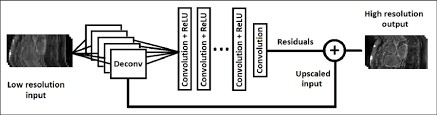 High resolution
output
Low resolution
input
Deconv
Convolution + ReLU
Convolution + ReLU
Convolution + ReLU
Convolution
Residuals
Upscaled
input